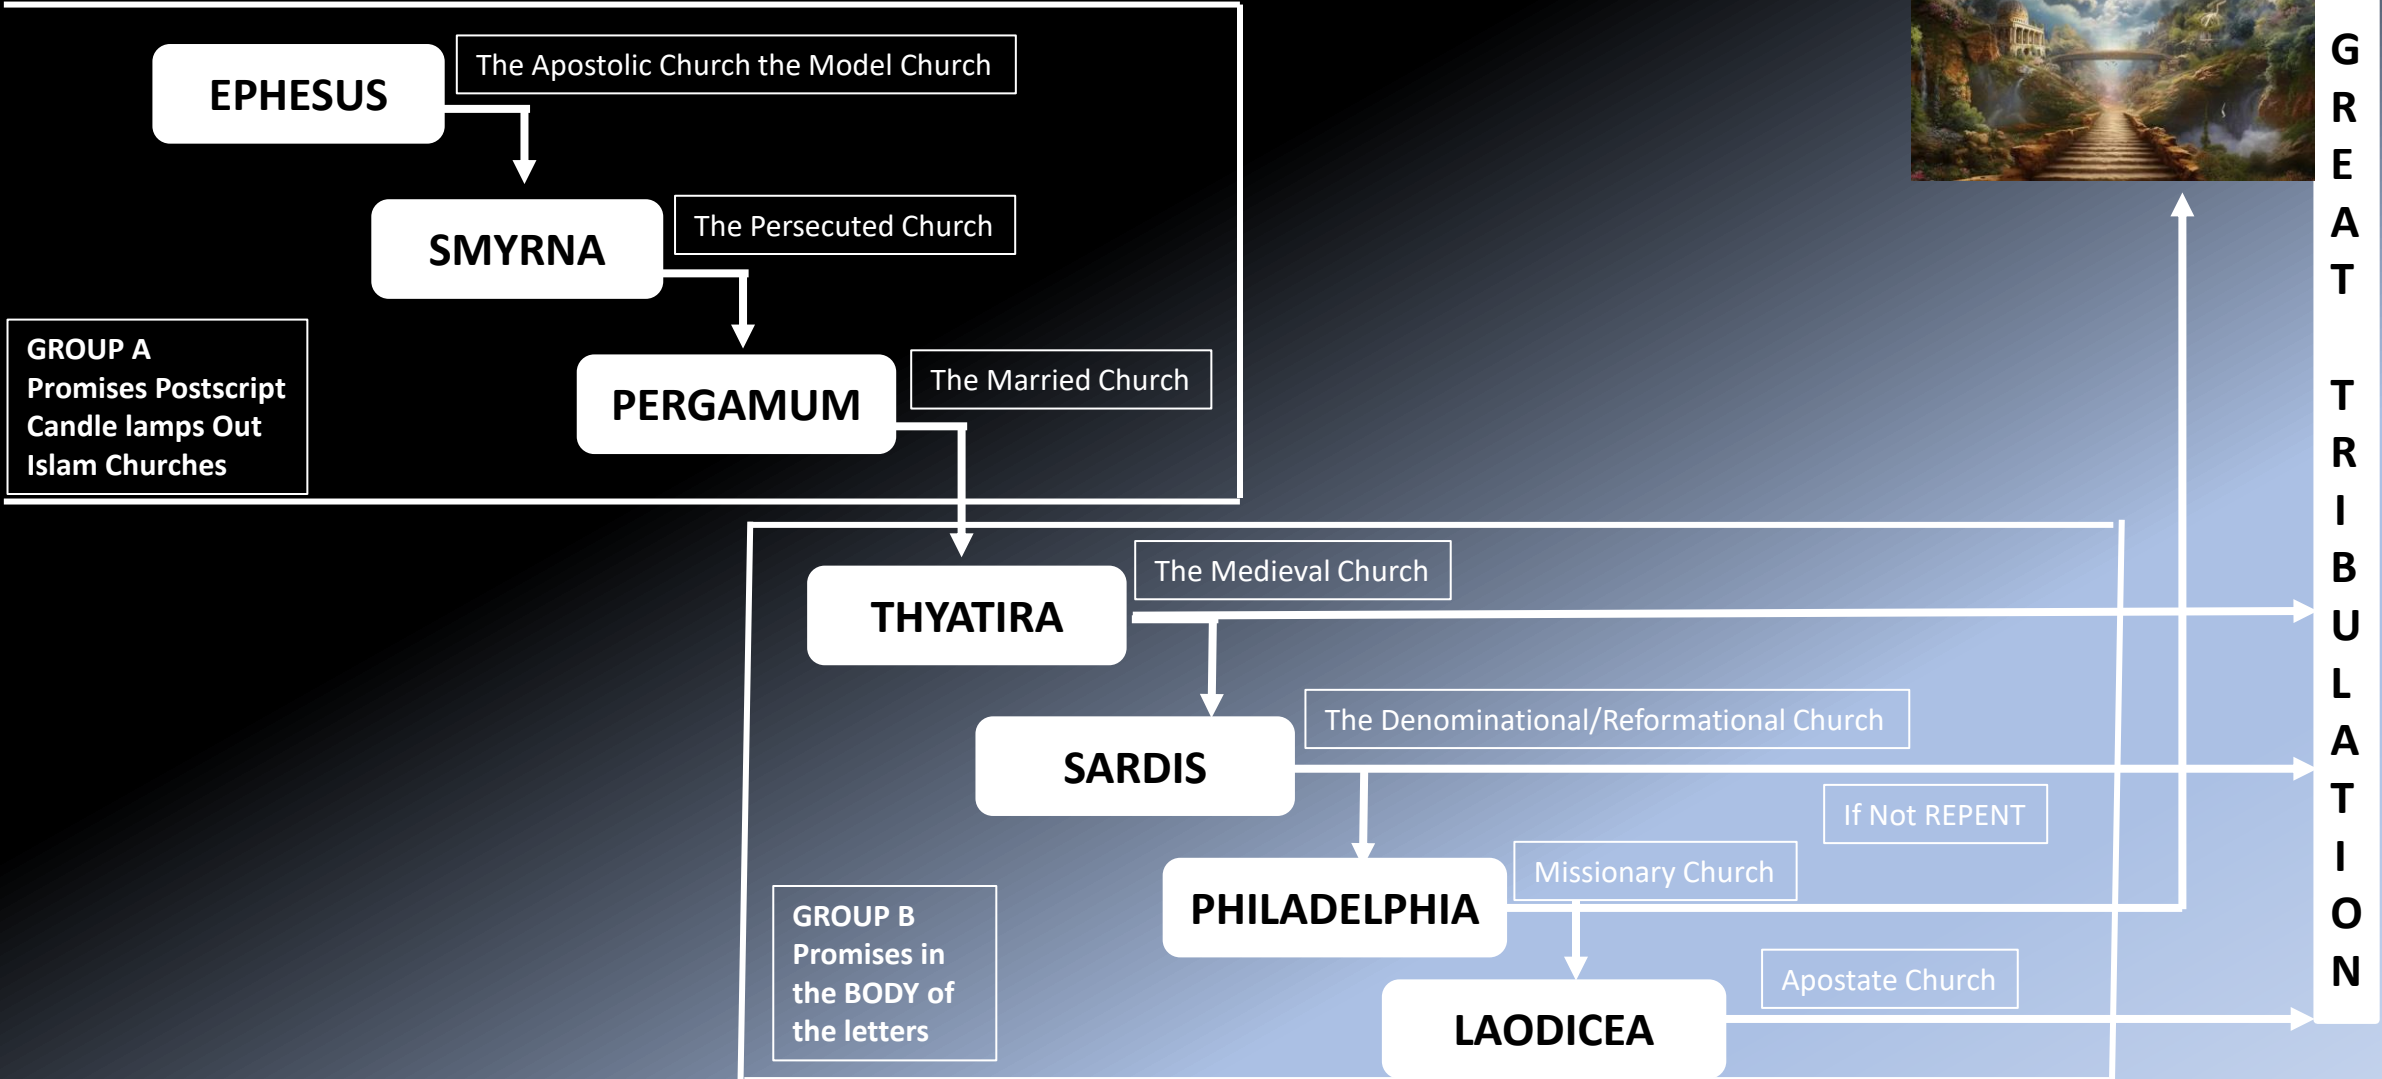 EPHESUS
The Apostolic Church the Model Church
SMYRNA
The Persecuted Church
PERGAMUM
The Married Church
GROUP A
Promises Postscript
Candle lamps Out
Islam Churches
THYATIRA
The Medieval Church
SARDIS
The Denominational/Reformational Church
If Not REPENT
PHILADELPHIA
Missionary Church
GROUP B
Promises in
the BODY of
the letters
LAODICEA
Apostate Church
GREAT TRIBULATION